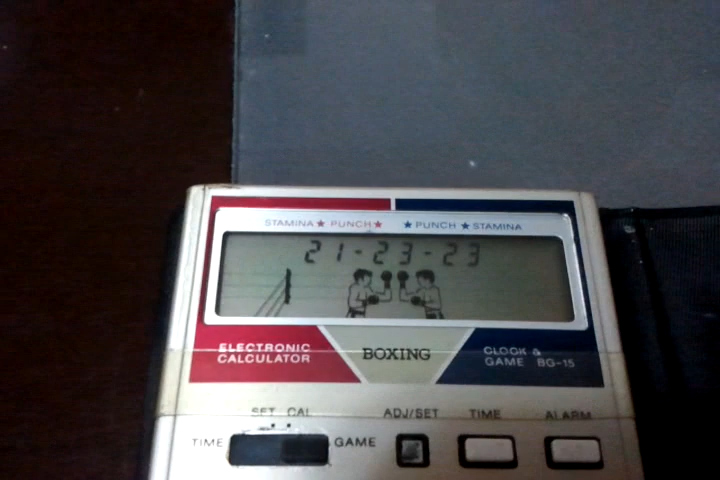 STAMINA ★ PUNCH ★ ★ PUNCH ★ STAMINA
21-23-23
ELECTRONIC
CALCULATOR
BOXING
CLOCK &
GAME BG-15
SET CAL
ADJ/SET TIME ALARM
TIME GAME